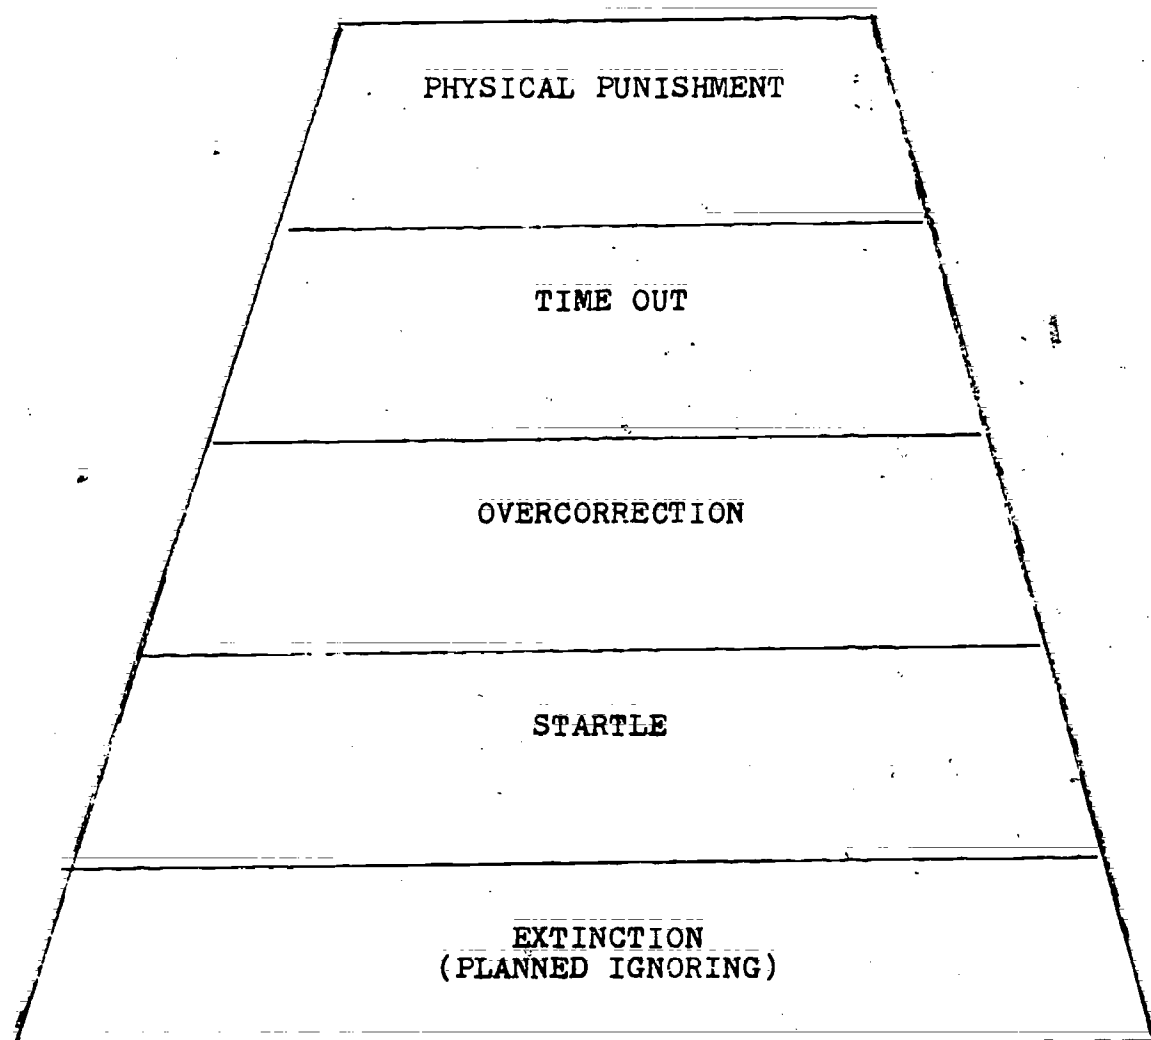 PHYSICAL PUNISHMENT
TIME OUT
OVERCORRECTION
STARTLE
EXTINCTION
(PLANNED IGNORING)